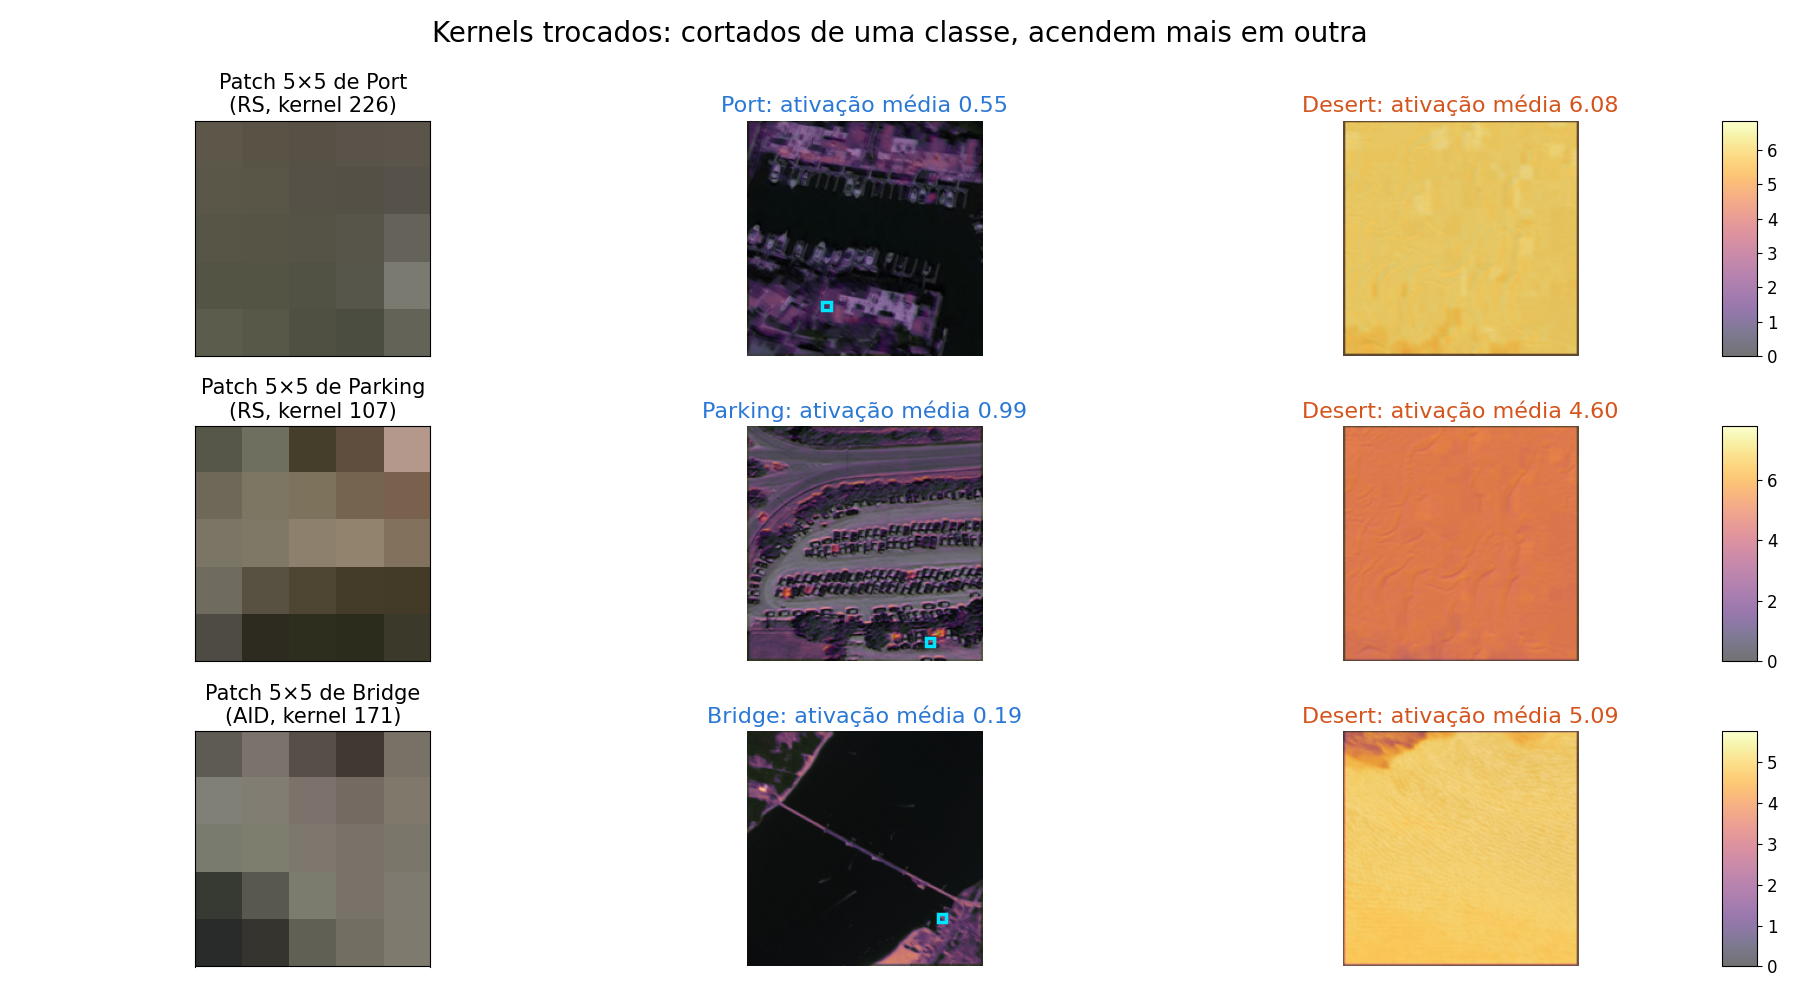 Kernels trocados: cortados de uma classe, acendem mais em outra
Patch 5×5 de Port
(RS, kernel 226)
Port: ativação média 0.55
Desert: ativação média 6.08
6
5
4
3
2
1
0
Patch 5×5 de Parking
(RS, kernel 107)
Parking: ativação média 0.99
Desert: ativação média 4.60
6
4
2
0
Patch 5×5 de Bridge
(AID, kernel 171)
Bridge: ativação média 0.19
Desert: ativação média 5.09
5
4
3
2
1
0